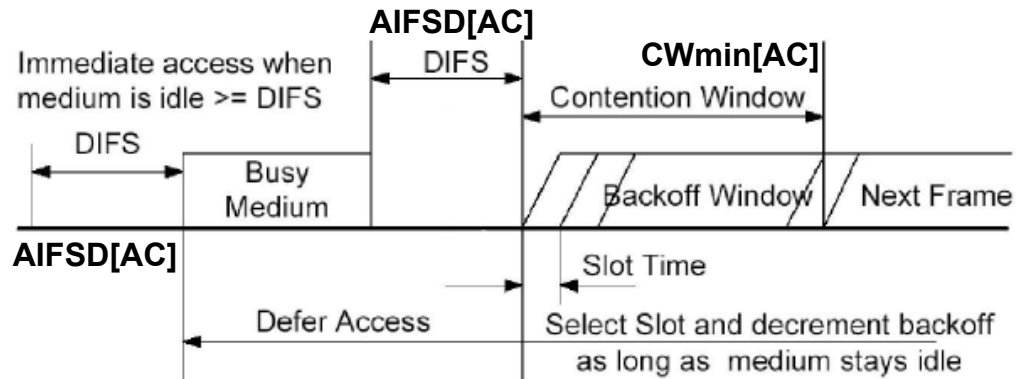 AIFSD[AC]
Immediate access when
medium is idle >= DIFS
DIFS
CWmin[AC]
Contention Window
DIFS
Busy
Medium
Backoff Window
Next Frame
AIFSD[AC]
Slot Time
Defer Access
Select Slot and decrement backoff
as long as medium stays idle